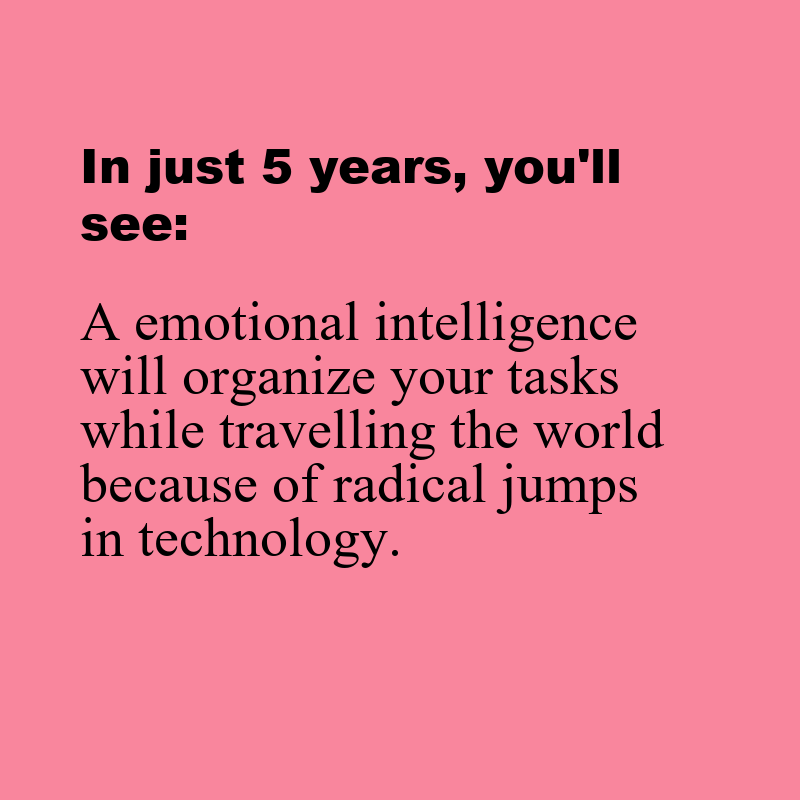 In just 5 years, you'll
see:
A emotional intelligence
will organize your tasks
while travelling the world
because of radical jumps
in technology.